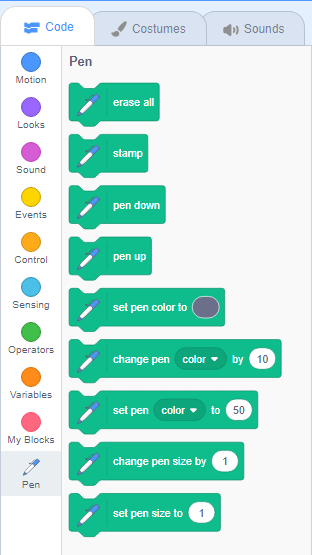 Code Costumes Sounds
Motion
Looks
Sound
Events
Control
Sensing
Operators
Variables
My Blocks
Pen
Pen
erase all
stamp
pen down
pen up
set pen color to
change pen color by 10
set pen color to 50
change pen size by 1
set pen size to 1